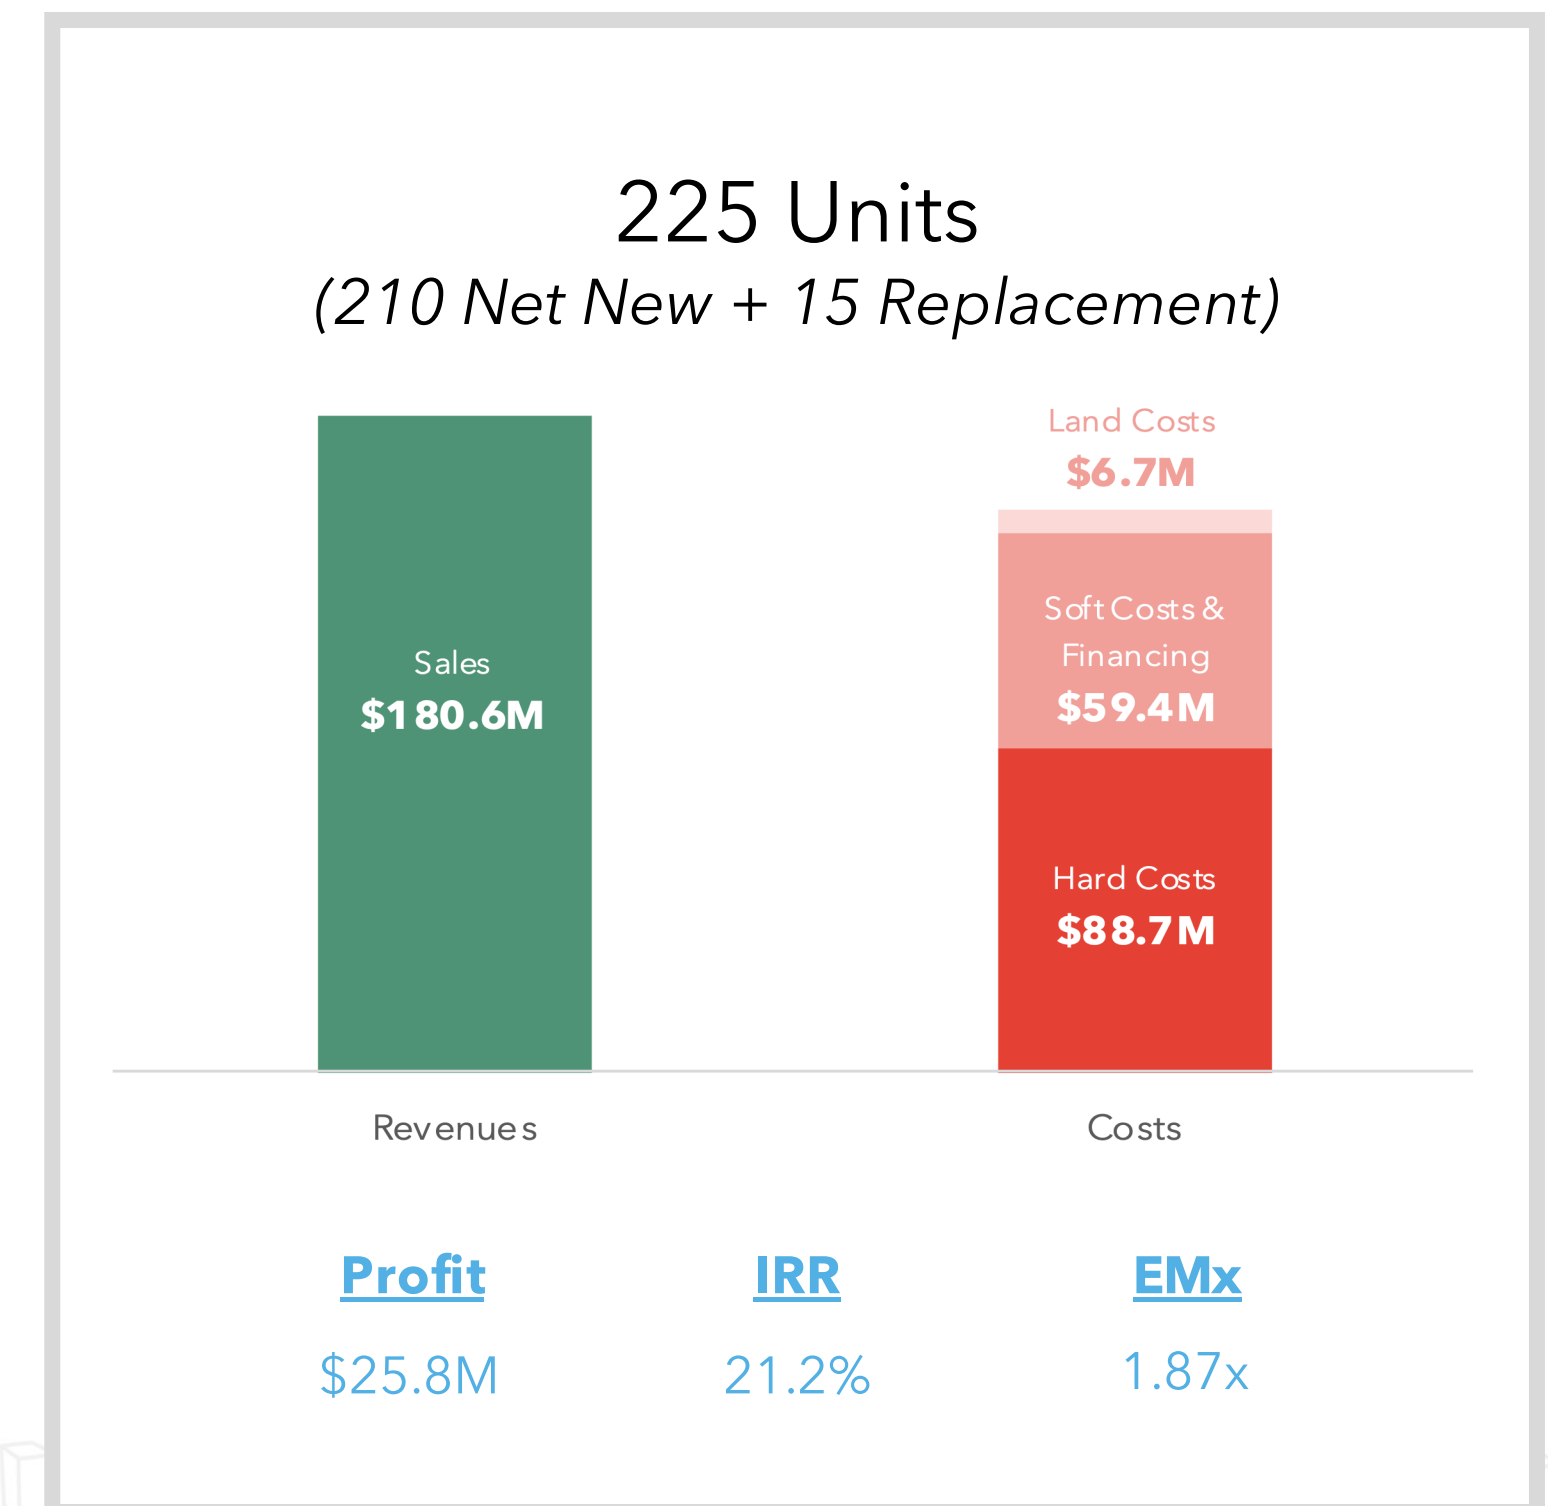 225 Units
(210 Net New + 15 Replacement)
Land Costs
$6.7M
Soft Costs &
Financing
$59.4M
Sales
$180.6M
Hard Costs
$88.7M
Revenues
Costs
Profit
IRR
EMx
$25.8M
21.2%
1.87x